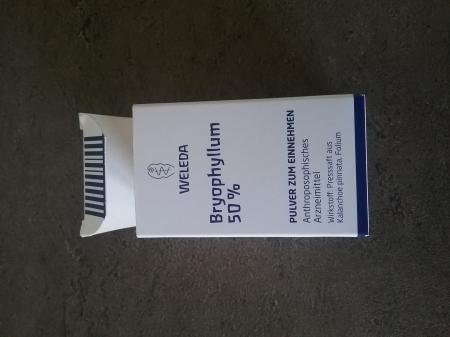 WELEDA
Bryophyllum
50 %
PULVER ZUM EINNEHMEN
Anthroposophisches
Arzneimittel
Wirkstoff: Presssaft aus
Kalanchoe pinnata, Folium